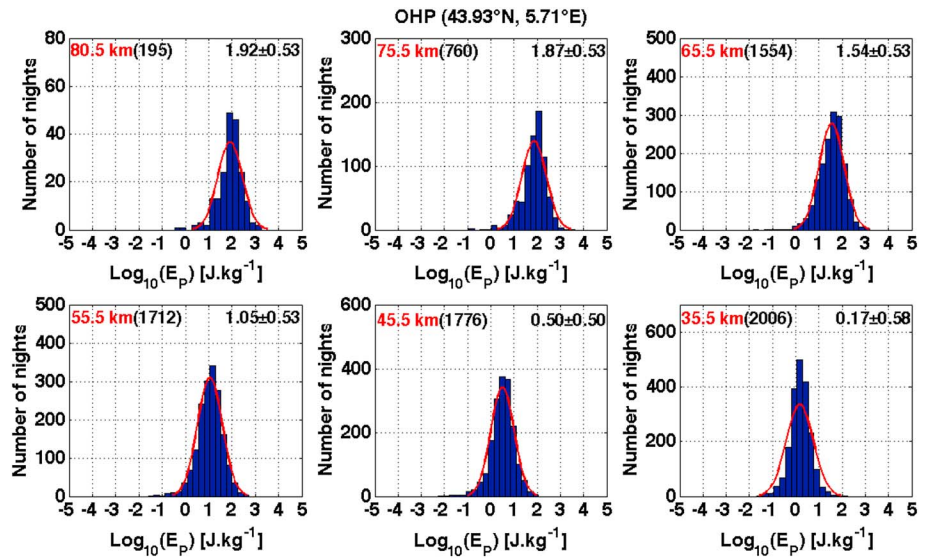 OHP (43.93°N, 5.71°E)
80.5 km(195) 1.92±0.53
Number of nights
80
60
40
20
0
-5 -4 -3 -2 -1 0 1 2 3 4 5
Log10(EP) [J.kg-1]
75.5 km(760) 1.87±0.53
Number of nights
300
200
100
0
-5 -4 -3 -2 -1 0 1 2 3 4 5
Log10(EP) [J.kg-1]
65.5 km(1554) 1.54±0.53
Number of nights
500
400
300
200
100
0
-5 -4 -3 -2 -1 0 1 2 3 4 5
Log10(EP) [J.kg-1]
55.5 km(1712) 1.05±0.53
Number of nights
500
400
300
200
100
0
-5 -4 -3 -2 -1 0 1 2 3 4 5
Log10(EP) [J.kg-1]
45.5 km(1776) 0.50±0.50
Number of nights
600
400
200
0
-5 -4 -3 -2 -1 0 1 2 3 4 5
Log10(EP) [J.kg-1]
35.5 km(2006) 0.17±0.58
Number of nights
600
400
200
0
-5 -4 -3 -2 -1 0 1 2 3 4 5
Log10(EP) [J.kg-1]